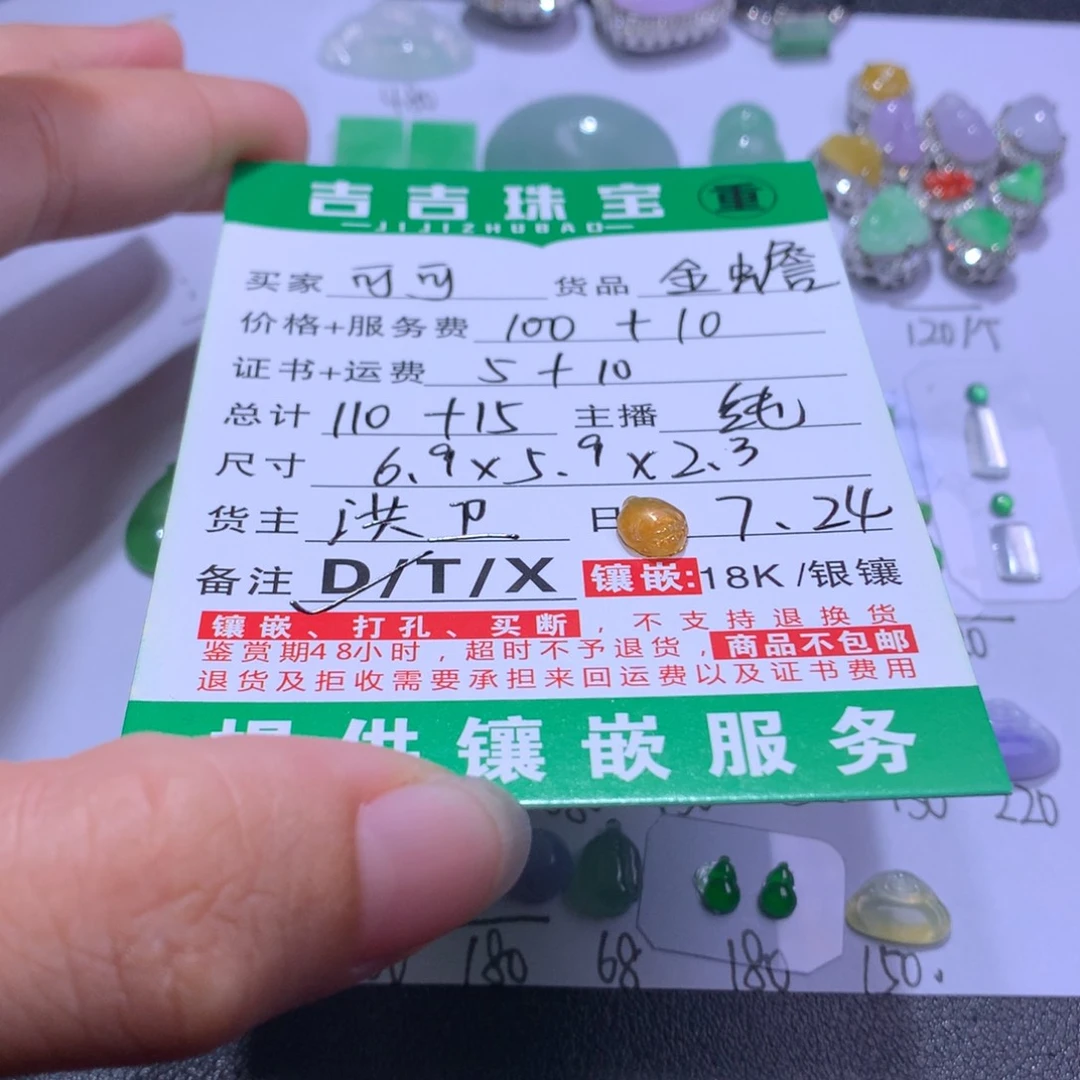 吉吉珠宝 重
JIJIZHUBAO
买家 可可 货品 金蟾
价格+服务费 100 + 10
证书+运费 5 + 10
总计 110 +15 主播 纯
尺寸 6.9×5.9×2.3
货主 洪卫 日 7.24
备注 D/T/X 镶嵌:18K /银镶
镶嵌、打孔、买断,不支持退换货
鉴赏期48小时,超时不予退货,商品不包邮
退货及拒收需要承担来回运费以及证书费用
提供镶嵌服务
220
180 68 180 150.